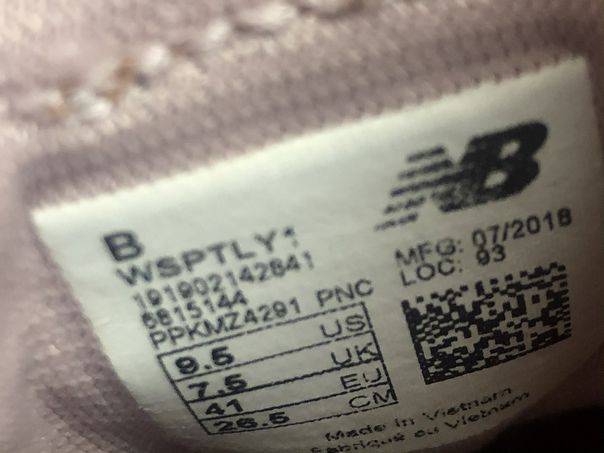 NB
B
WSPTLY1
191902142841
6815144
PPKMZ4291 PNC
MFG: 07/2018
LOC: 93
9.5 US
7.5 UK
41 EU
26.5 CM
Made in Vietnam
Fabriqué au Vietnam